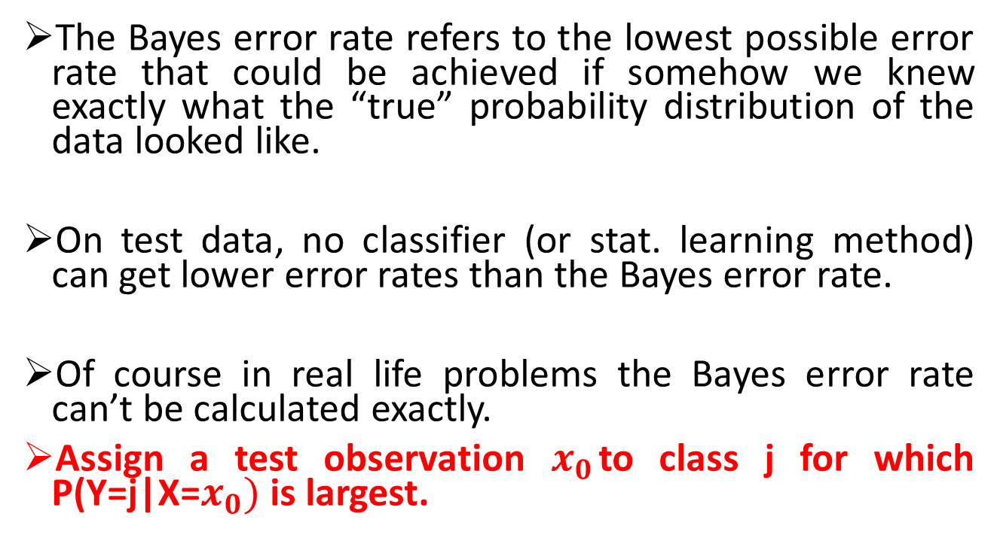 ➢The Bayes error rate refers to the lowest possible error
rate that could be achieved if somehow we knew
exactly what the “true” probability distribution of the
data looked like.
➢On test data, no classifier (or stat. learning method)
can get lower error rates than the Bayes error rate.
➢Of course in real life problems the Bayes error rate
can’t be calculated exactly.
➢Assign a test observation x₀ to class j for which
P(Y=j|X=x₀) is largest.